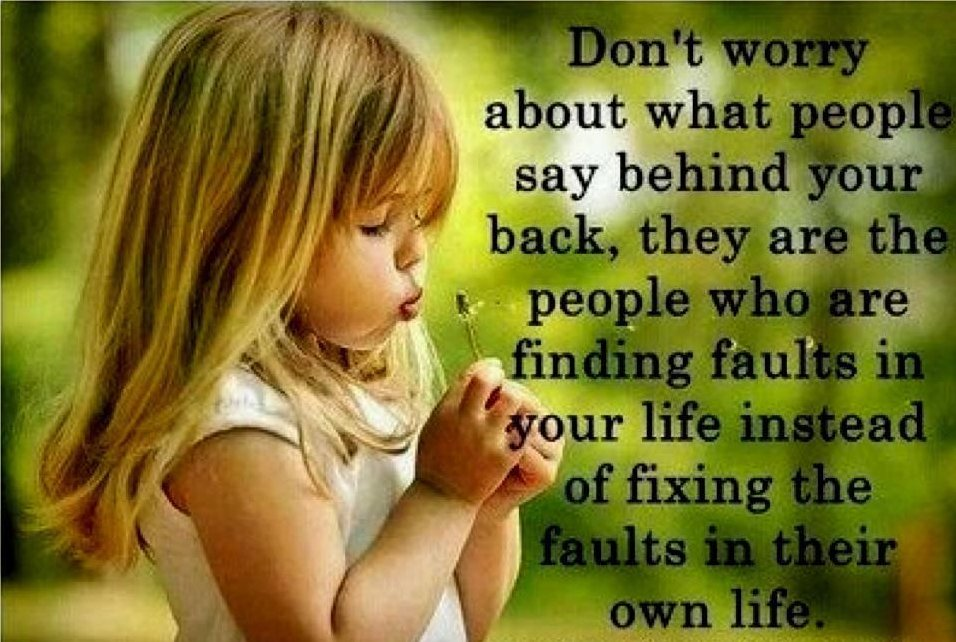 Don't worry
about what people
say behind your
back, they are the
people who are
finding faults in
your life instead
of fixing the
faults in their
own life.